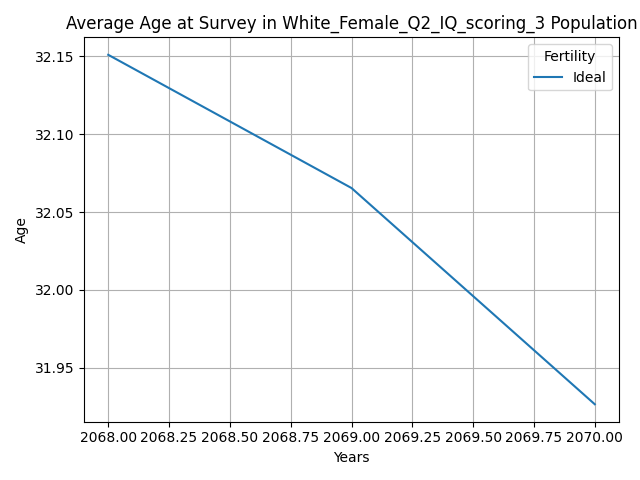 Average Age at Survey in White_Female_Q2_IQ_scoring_3 Population
Fertility
Ideal
32.15
32.10
32.05
32.00
31.95
Age
2068.00 2068.25 2068.50 2068.75 2069.00 2069.25 2069.50 2069.75 2070.00
Years